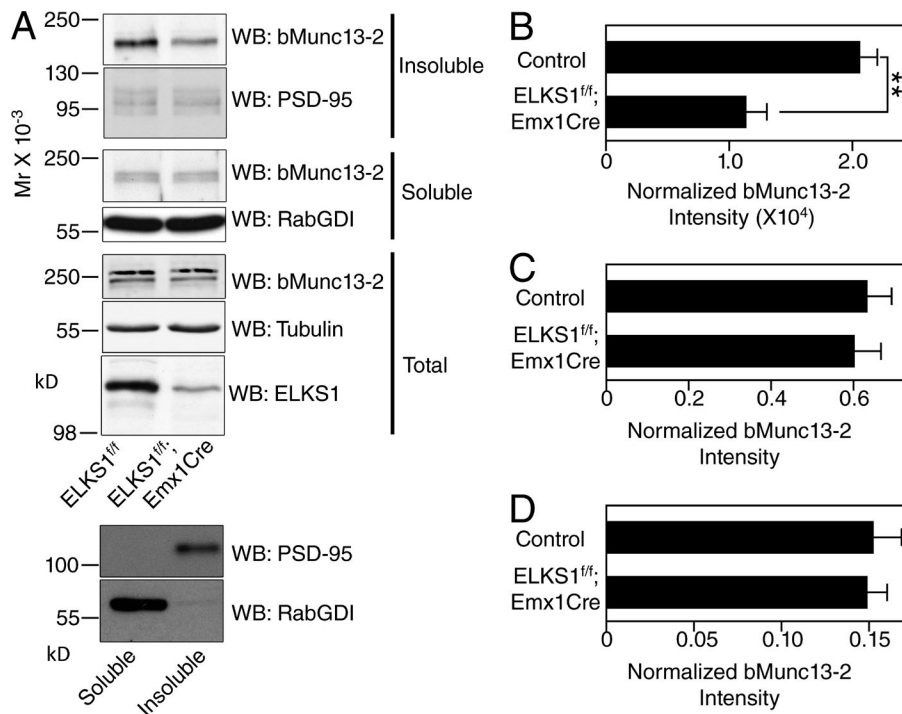 A
Mr X 10⁻³
250
WB: bMunc13-2
130
95
WB: PSD-95
Insoluble
250
WB: bMunc13-2
55
WB: RabGDI
Soluble
250
WB: bMunc13-2
55
WB: Tubulin
kD
WB: ELKS1
98
Total
ELKS1f/f
ELKS1f/f;
Emx1Cre
100
WB: PSD-95
55
WB: RabGDI
kD
Soluble
Insoluble
B
Control
ELKS1f/f;
Emx1Cre
**
0 1.0 2.0
Normalized bMunc13-2
Intensity (X10⁴)
C
Control
ELKS1f/f;
Emx1Cre
0 0.2 0.4 0.6
Normalized bMunc13-2
Intensity
D
Control
ELKS1f/f;
Emx1Cre
0 0.05 0.10 0.15
Normalized bMunc13-2
Intensity